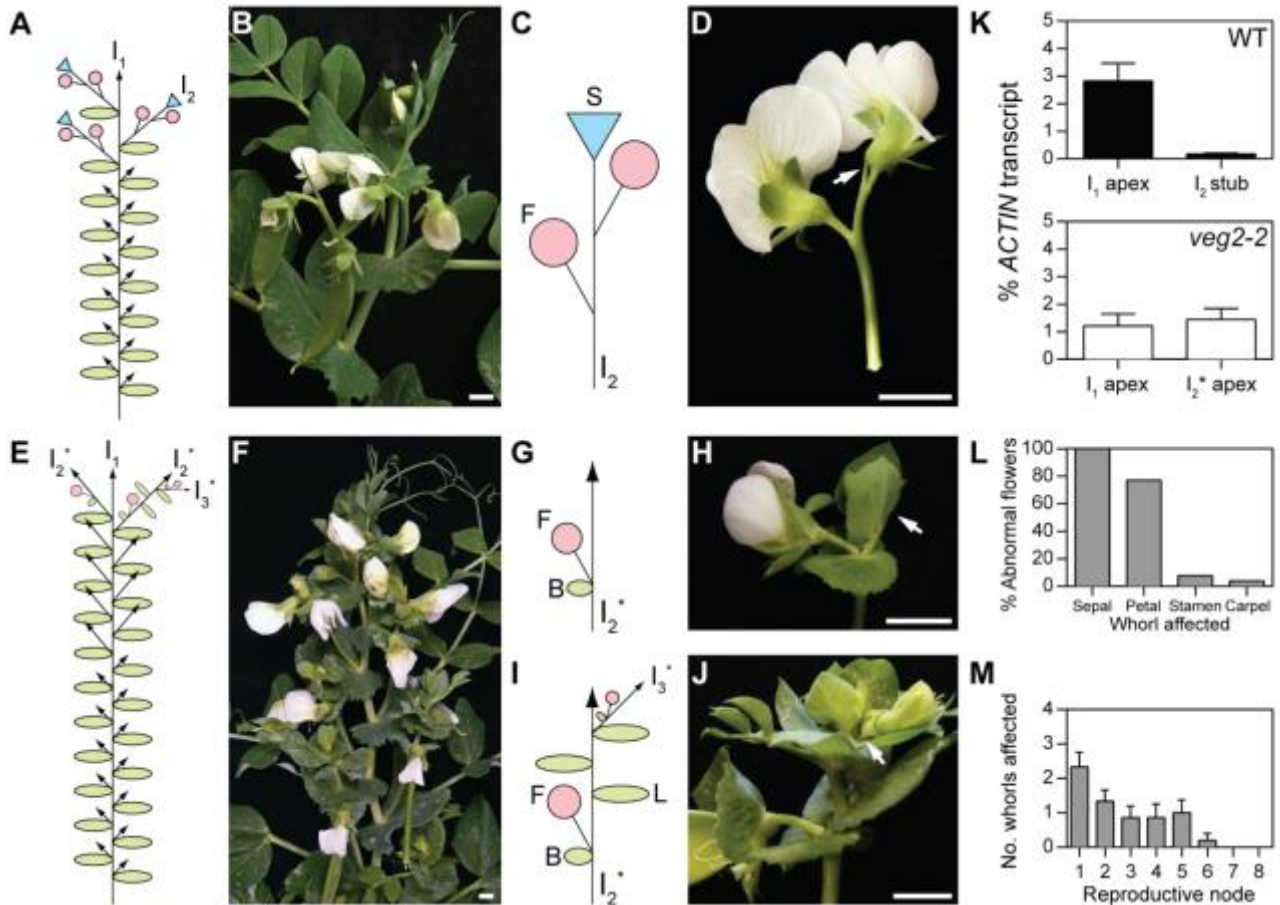 A
I1
I2
B
C
S
F
I2
D
K
5
4
3
2
1
0
WT
I1 apex
I2 stub
% ACTIN transcript
5
4
3
2
1
0
veg2-2
I1 apex
I2* apex
E
I2*
I1
I2*
I3*
F
G
F
B
I2*
H
I
I3*
F
L
B
I2*
J
L
% Abnormal flowers
100
80
60
40
20
0
Sepal Petal Stamen Carpel
Whorl affected
M
No. whorls affected
4
3
2
1
0
1 2 3 4 5 6 7 8
Reproductive node